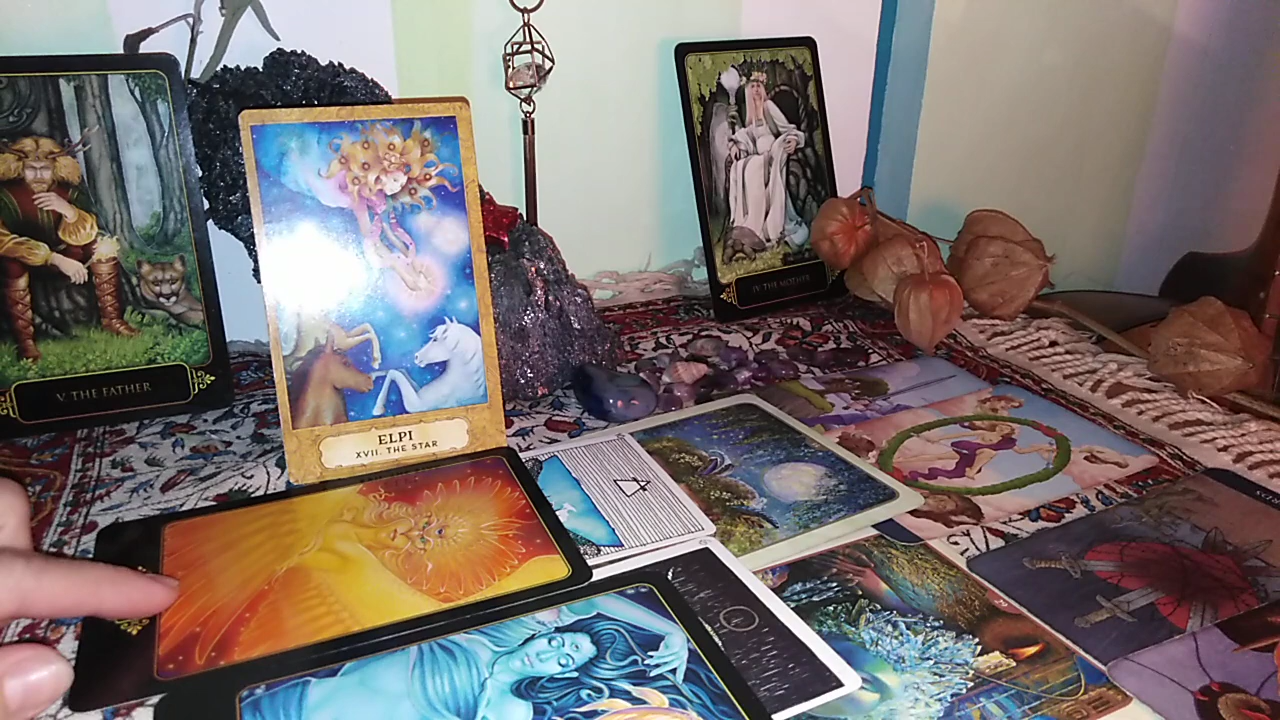 V. THE FATHER
ELPI
XVII. THE STAR
IV. THE MOTHER